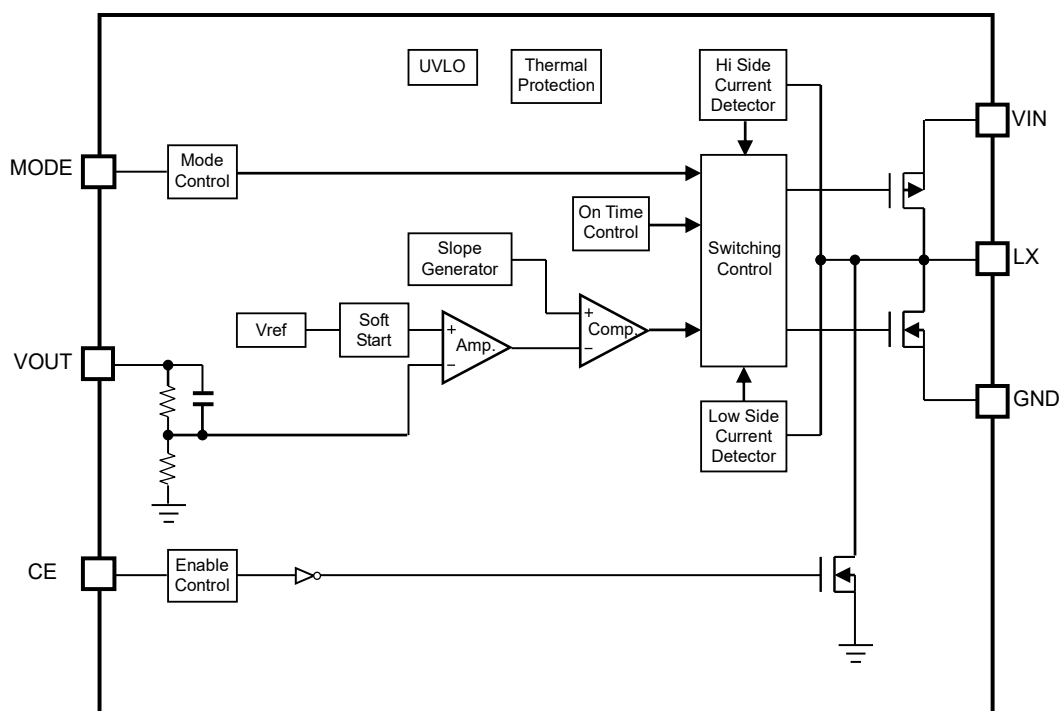 UVLO
Thermal
Protection
Hi Side
Current
Detector
VIN
MODE
Mode
Control
On Time
Control
Slope
Generator
Switching
Control
LX
Vref
Soft
Start
+
Amp.
−
+
Comp.
−
VOUT
GND
Low Side
Current
Detector
CE
Enable
Control